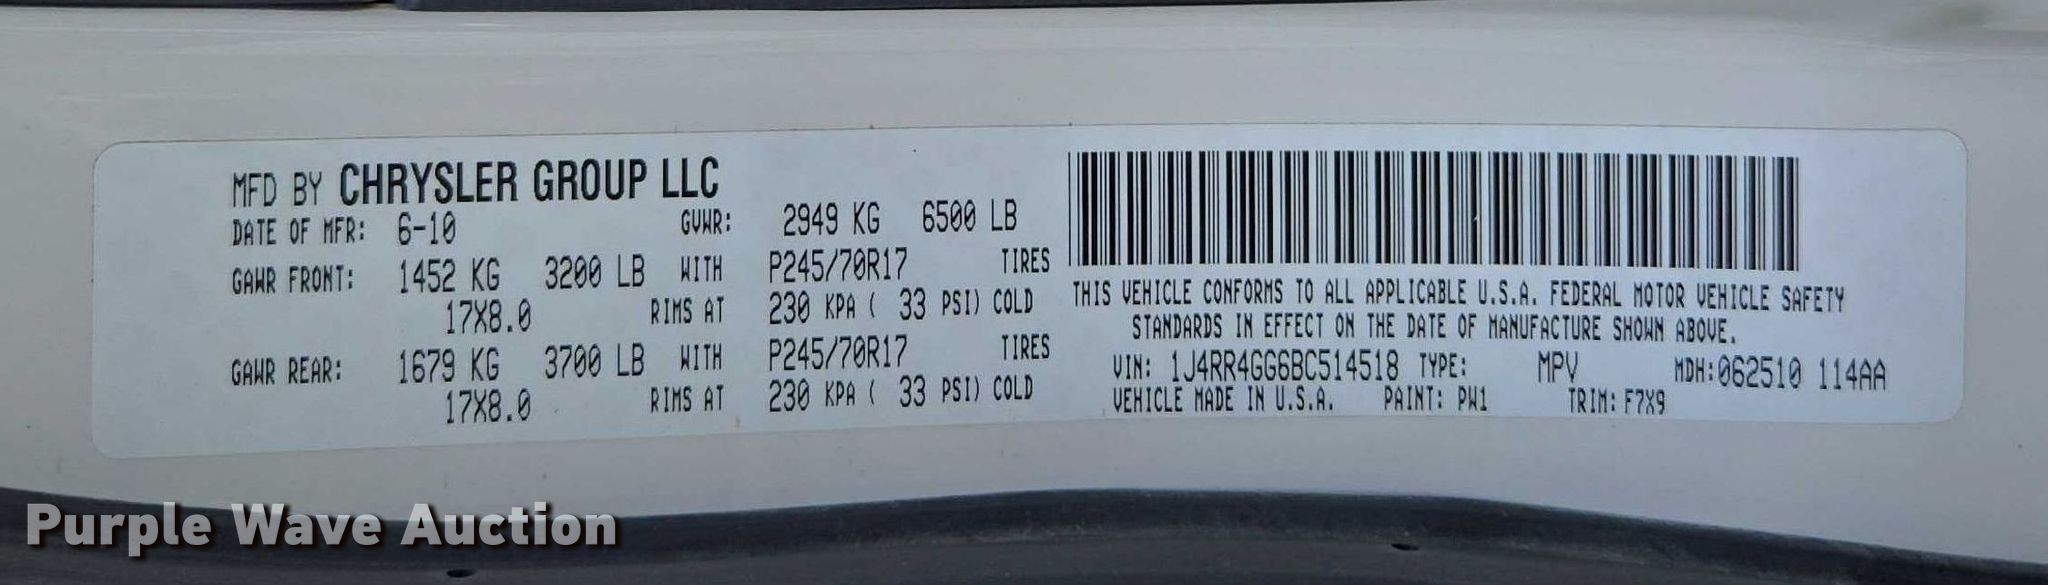 MFD BY CHRYSLER GROUP LLC
DATE OF MFR: 6-10 GVWR: 2949 KG 6500 LB
GAWR FRONT: 1452 KG 3200 LB WITH P245/70R17 TIRES
17X8.0 RIMS AT 230 KPA ( 33 PSI) COLD
GAWR REAR: 1679 KG 3700 LB WITH P245/70R17 TIRES
17X8.0 RIMS AT 230 KPA ( 33 PSI) COLD
THIS VEHICLE CONFORMS TO ALL APPLICABLE U.S.A. FEDERAL MOTOR VEHICLE SAFETY
STANDARDS IN EFFECT ON THE DATE OF MANUFACTURE SHOWN ABOVE.
VIN: 1J4RR4GG6BC514518 TYPE: MPV MDH:062510 114AA
VEHICLE MADE IN U.S.A. PAINT: PW1 TRIM: F7X9
Purple Wave Auction